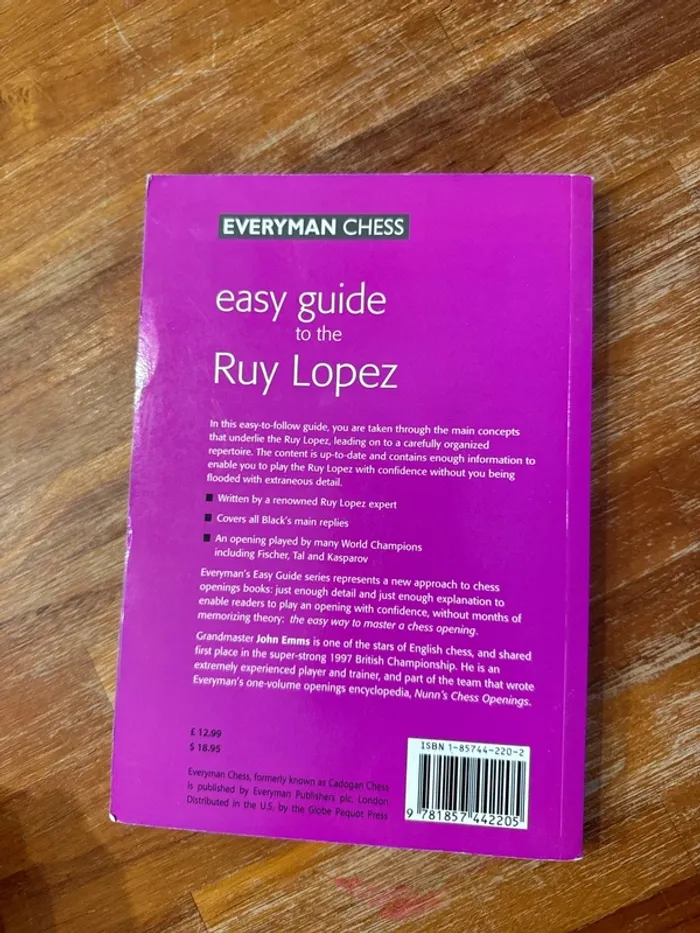 EVERYMAN CHESS
easy guide
to the
Ruy Lopez
In this easy-to-follow guide, you are taken through the main concepts
that underlie the Ruy Lopez, leading on to a carefully organized
repertoire. The content is up-to-date and contains enough information to
enable you to play the Ruy Lopez with confidence without you being
flooded with extraneous detail.
■ Written by a renowned Ruy Lopez expert
■ Covers all Black's main replies
■ An opening played by many World Champions
including Fischer, Tal and Kasparov
Everyman's Easy Guide series represents a new approach to chess
openings books: just enough detail and just enough explanation to
enable readers to play an opening with confidence, without months of
memorizing theory: the easy way to master a chess opening.
Grandmaster John Emms is one of the stars of English chess, and shared
first place in the super-strong 1997 British Championship. He is an
extremely experienced player and trainer, and part of the team that wrote
Everyman's one-volume openings encyclopedia, Nunn's Chess Openings.
£ 12.99
$ 18.95
Everyman Chess, formerly known as Cadogan Chess
is published by Everyman Publishers plc. London
Distributed in the U.S. by the Globe Pequot Press
ISBN 1-85744-220-2
9 781857 442205